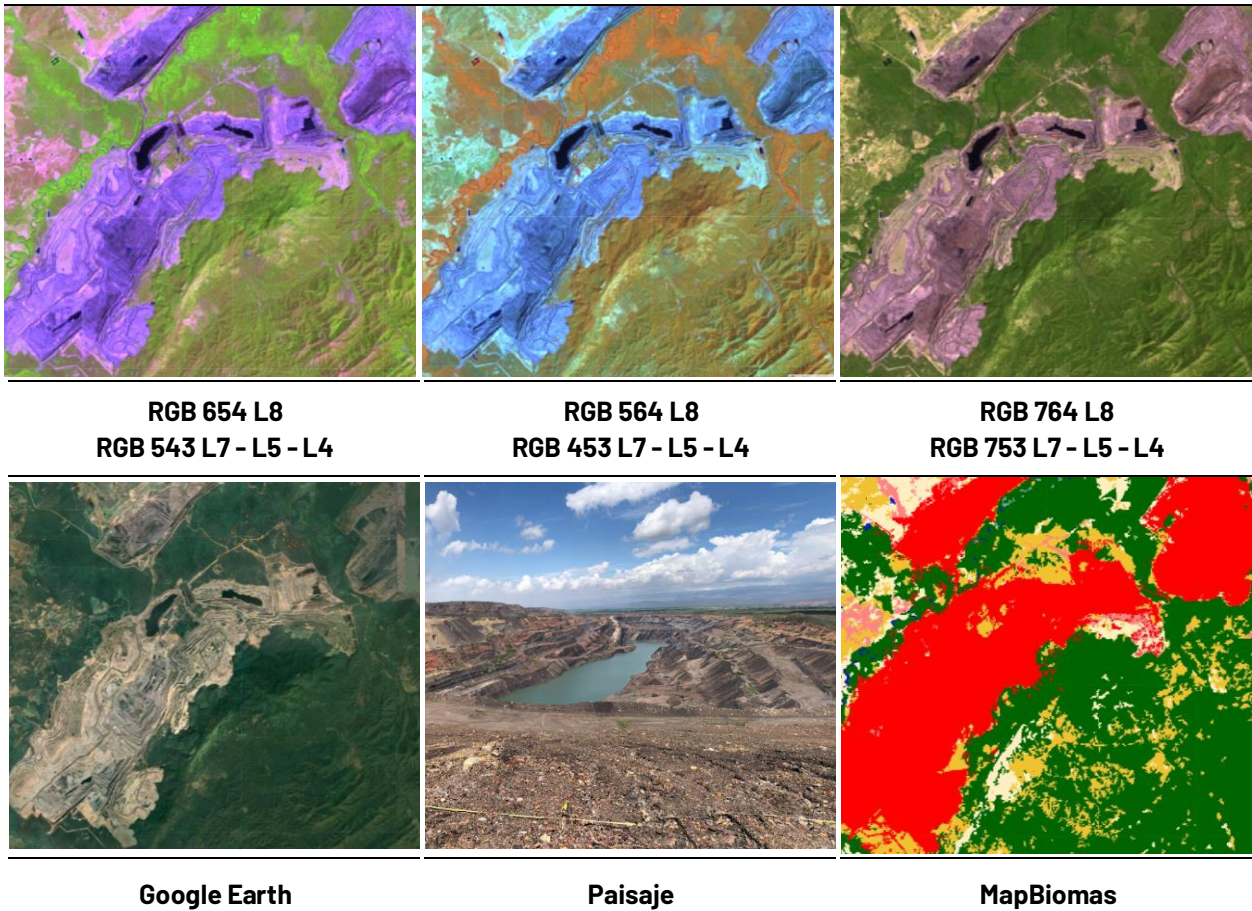 RGB 654 L8
RGB 543 L7 - L5 - L4
RGB 564 L8
RGB 453 L7 - L5 - L4
RGB 764 L8
RGB 753 L7 - L5 - L4
Google Earth
Paisaje
MapBiomas